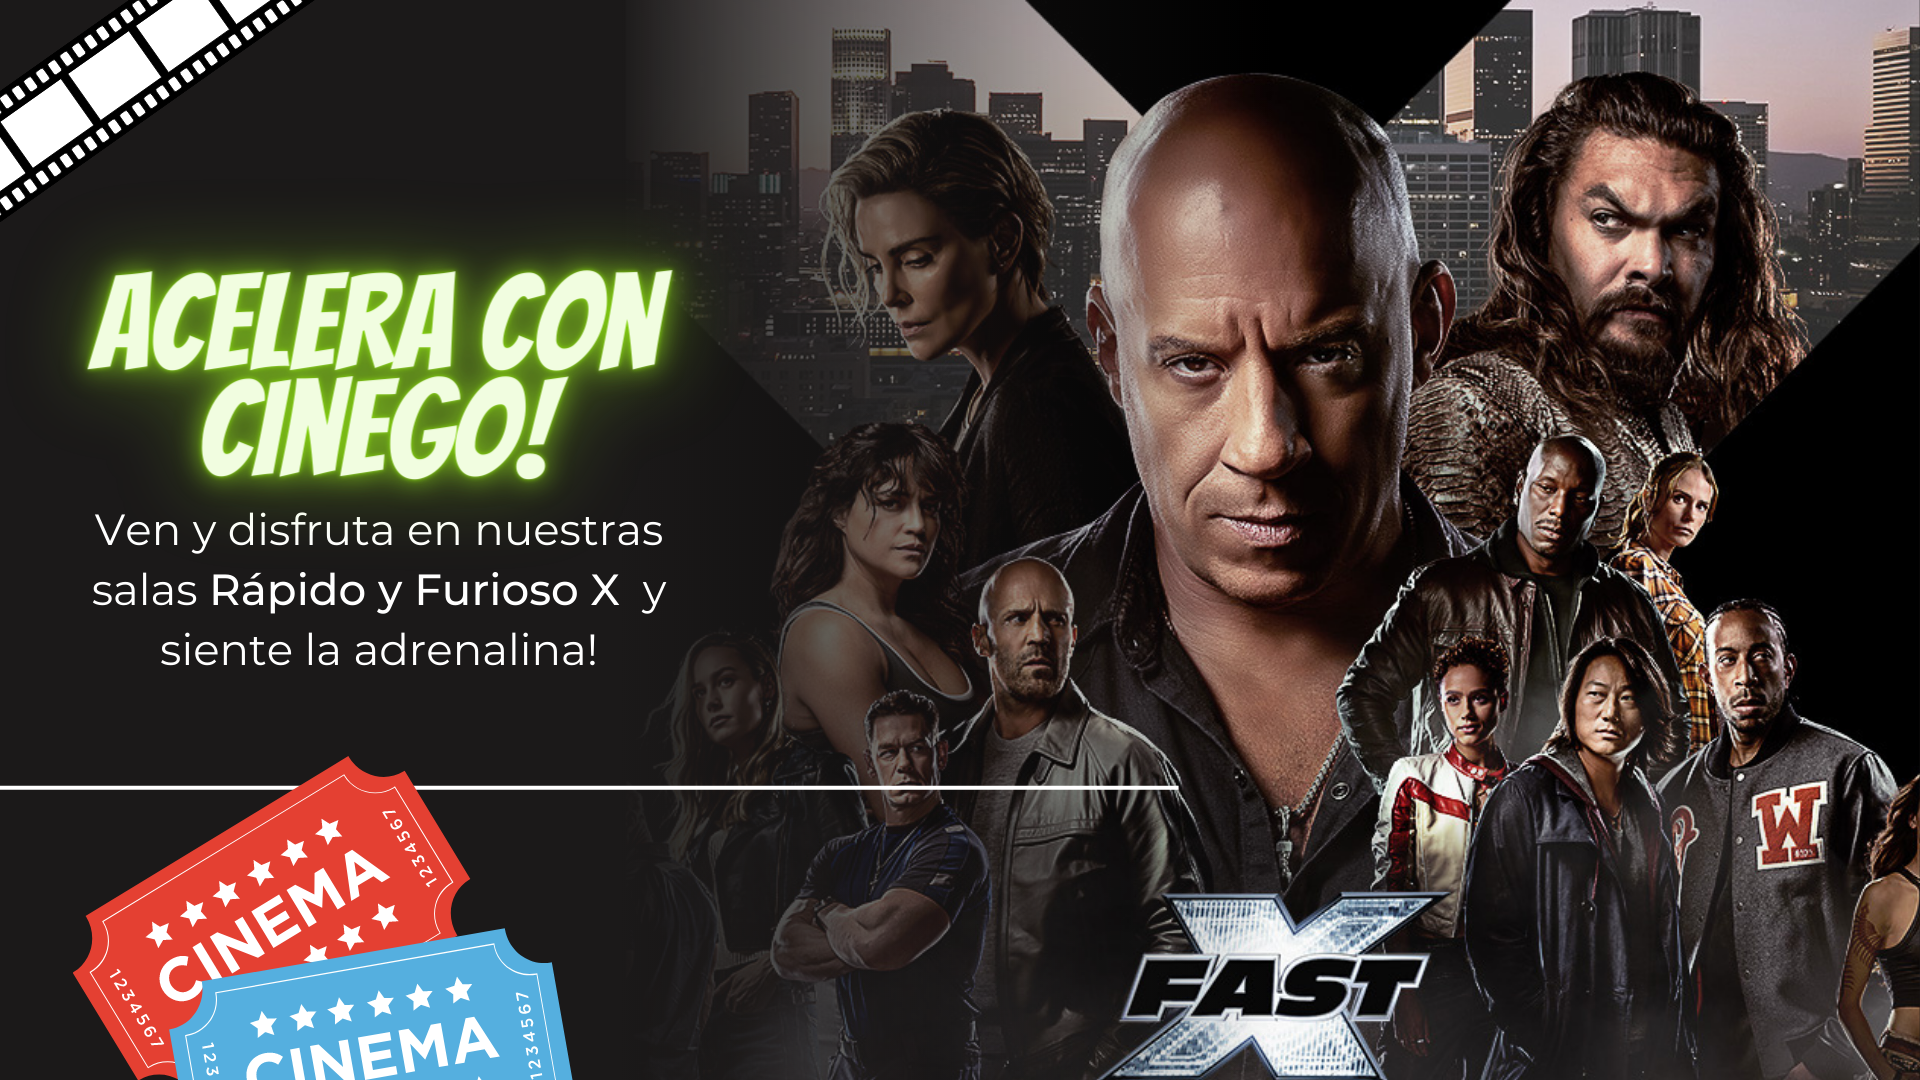 ACELERA CON
CINEGO!
Ven y disfruta en nuestras
salas Rápido y Furioso X y
siente la adrenalina!
CINEMA
1234567
1234567
CINEMA
123
1234567
W
FAST
X